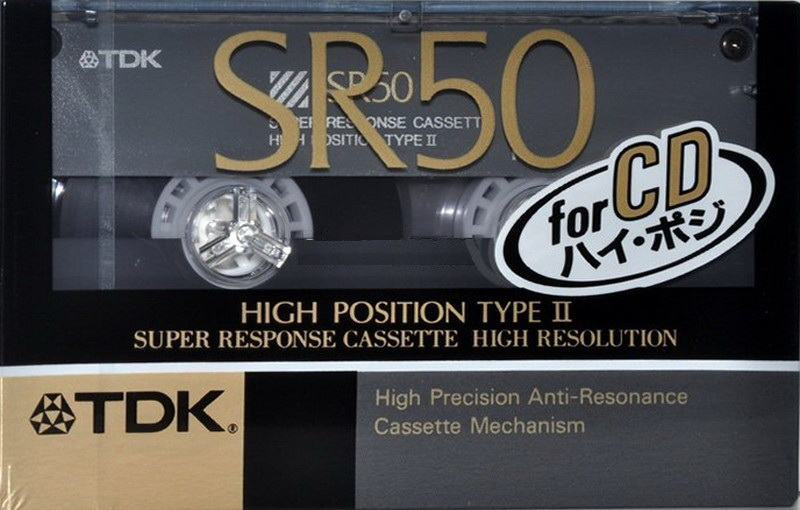 TDK
SR50
SR50
SUPER RESPONSE CASSETT
HIGH POSITION TYPE II
for CD
ハイ・ポジ
HIGH POSITION TYPE II
SUPER RESPONSE CASSETTE HIGH RESOLUTION
TDK®
High Precision Anti-Resonance
Cassette Mechanism